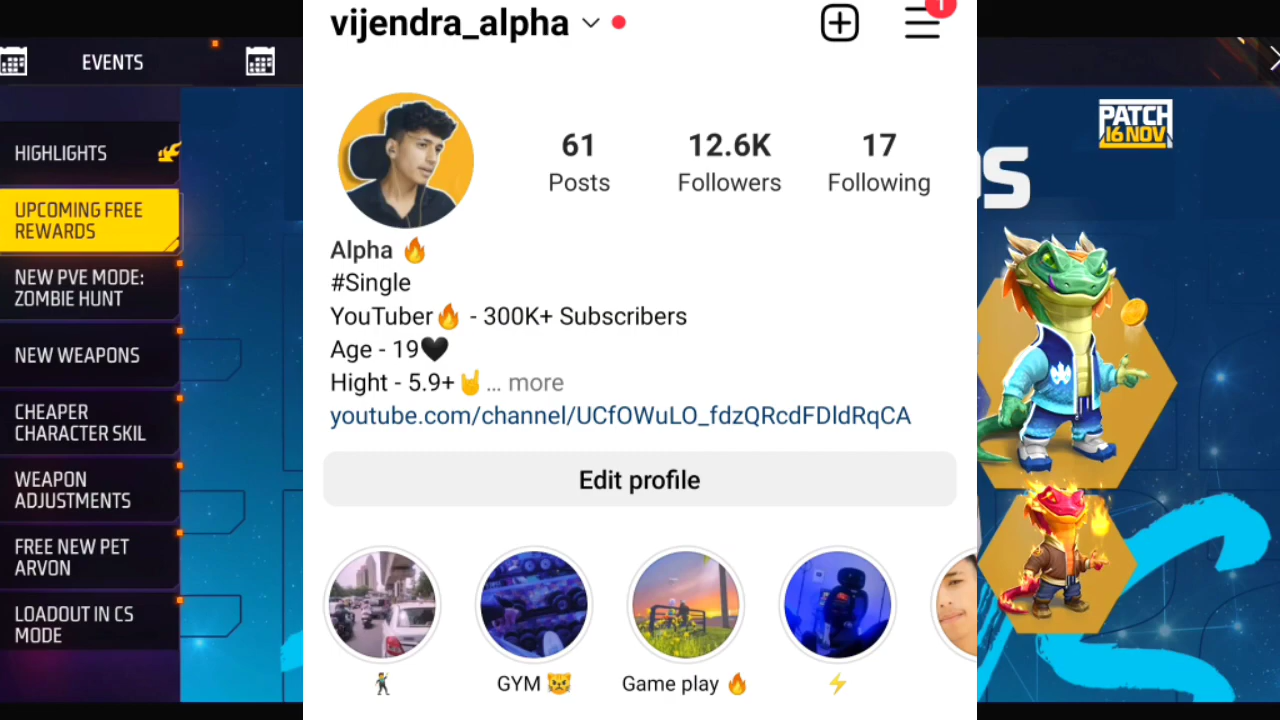 EVENTS
HIGHLIGHTS
UPCOMING FREE
REWARDS
NEW PVE MODE:
ZOMBIE HUNT
NEW WEAPONS
CHEAPER
CHARACTER SKIL
WEAPON
ADJUSTMENTS
FREE NEW PET
ARVON
LOADOUT IN CS
MODE
vijendra_alpha
1
61
Posts
12.6K
Followers
17
Following
Alpha 🔥
#Single
YouTuber🔥 - 300K+ Subscribers
Age - 19🖤
Hight - 5.9+🤘... more
youtube.com/channel/UCfOWuLO_fdzQRcdFDldRqCA
Edit profile
🕺
GYM 😼
Game play 🔥
⚡
PATCH
16 NOV
S